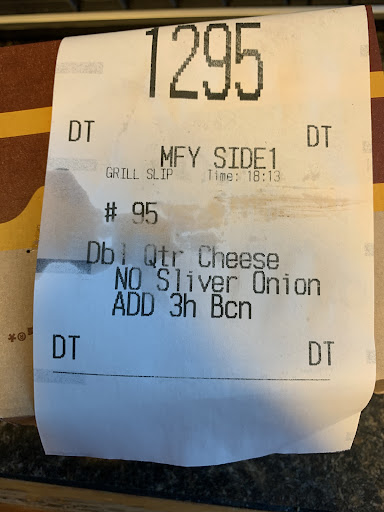 1295
DT DT
MFY SIDE1
GRILL SLIP Time: 18:13
# 95
Dbl Qtr Cheese
NO Sliver Onion
ADD 3h Bcn
DT DT